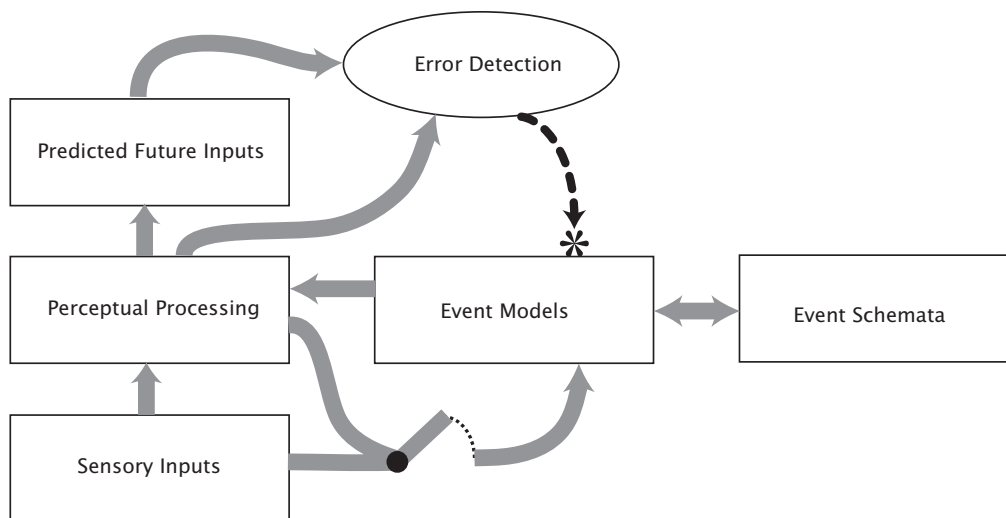 Error Detection
Predicted Future Inputs
Perceptual Processing
Event Models
Event Schemata
Sensory Inputs